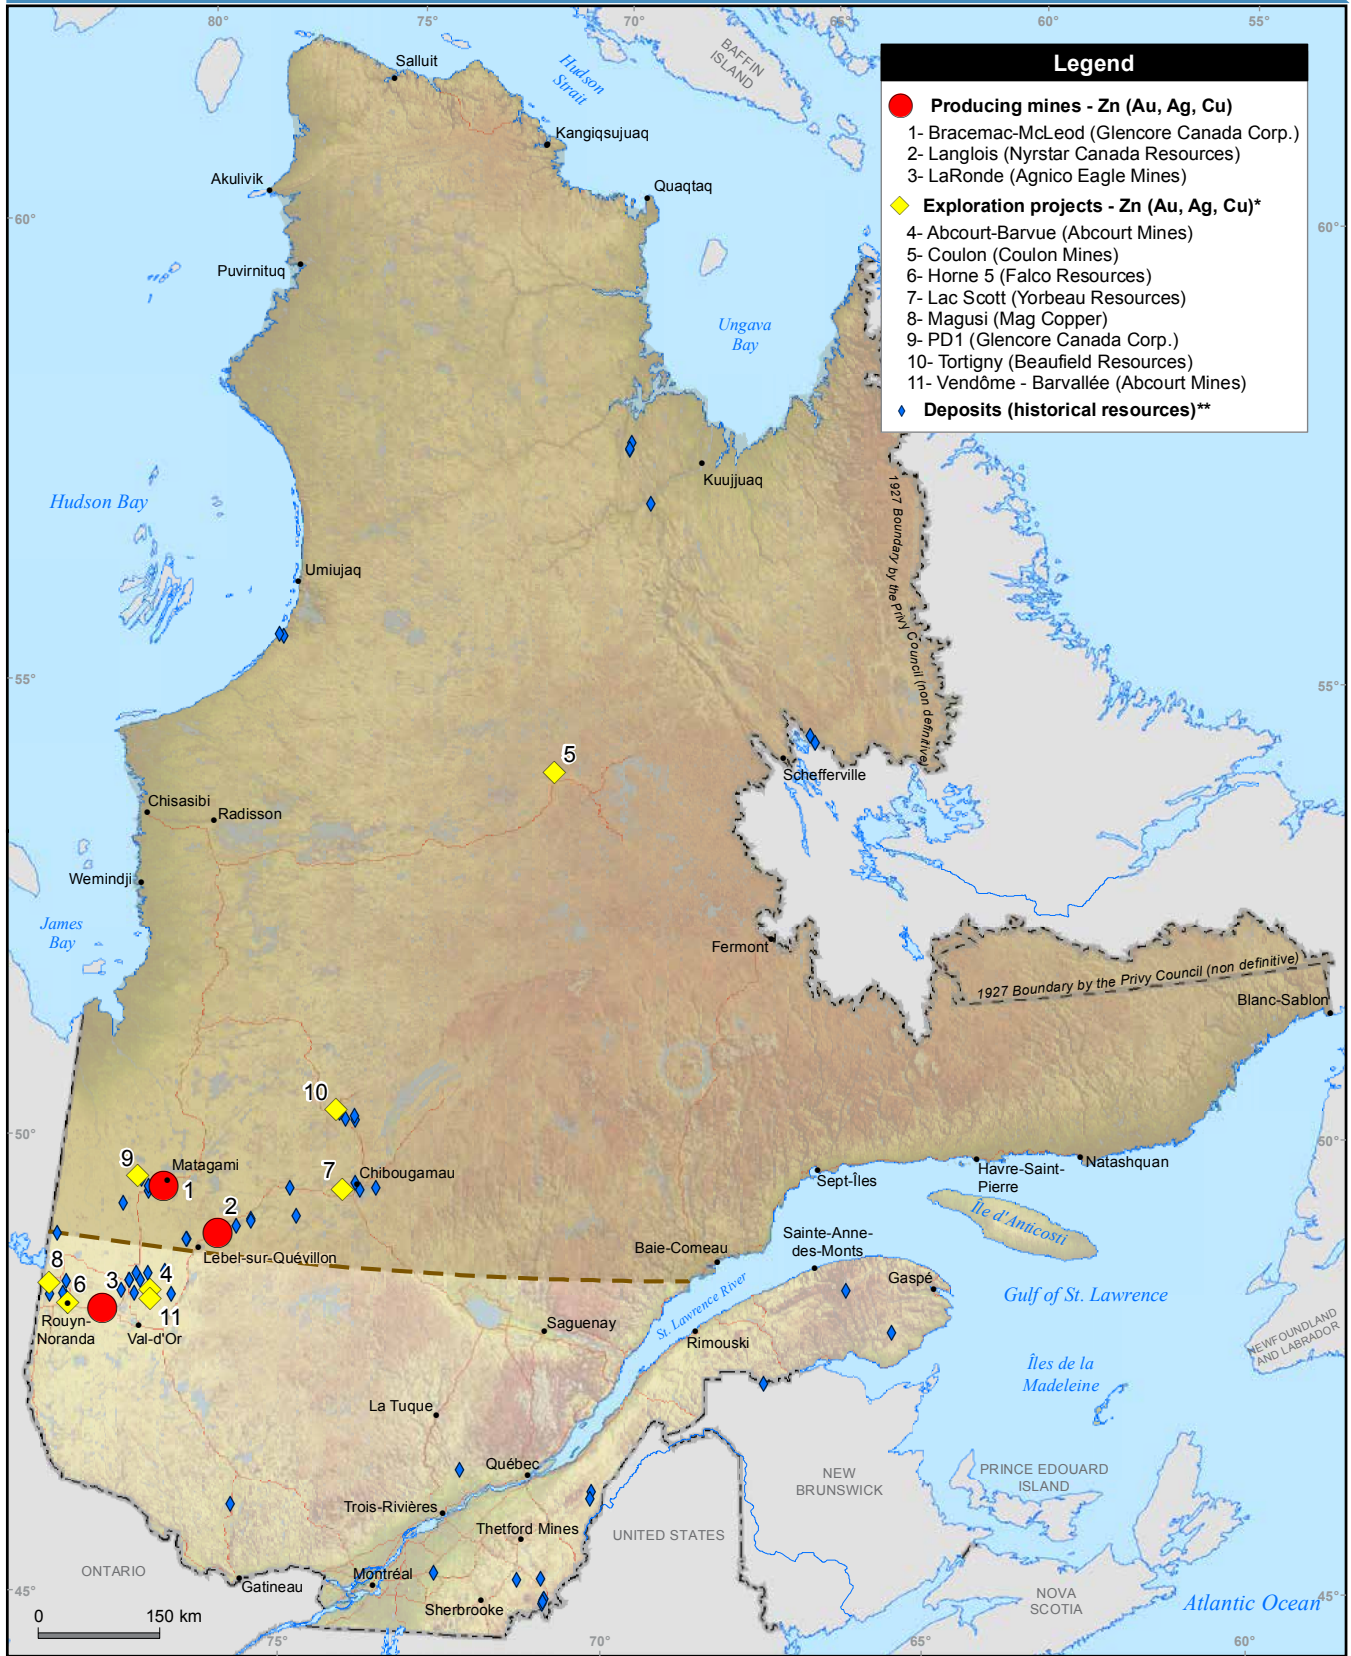 80°
75°
70°
65°
60°
55°
Legend
Producing mines - Zn (Au, Ag, Cu)
1- Bracemac-McLeod (Glencore Canada Corp.)
2- Langlois (Nyrstar Canada Resources)
3- LaRonde (Agnico Eagle Mines)
Exploration projects - Zn (Au, Ag, Cu)*
4- Abcourt-Barvue (Abcourt Mines)
5- Coulon (Coulon Mines)
6- Horne 5 (Falco Resources)
7- Lac Scott (Yorbeau Resources)
8- Magusi (Mag Copper)
9- PD1 (Glencore Canada Corp.)
10- Tortigny (Beaufield Resources)
11- Vendôme - Barvallée (Abcourt Mines)
Deposits (historical resources)**
BAFFIN
ISLAND
Hudson
Strait
Salluit
Kangiqsujuaq
Akulivik
Quaqtaq
60°
60°
Puvirnituq
Ungava
Bay
Kuujjuaq
Hudson Bay
1927 Boundary by the Privy Council (non definitive)
Umiujaq
55°
55°
5
Schefferville
Chisasibi
Radisson
Wemindji
James
Bay
Fermont
1927 Boundary by the Privy Council (non definitive)
Blanc-Sablon
10
50°
50°
9
Matagami
1
7
Chibougamau
2
Sept-Îles
Havre-Saint-
Pierre
Natashquan
Île d'Anticosti
Lebel-sur-Quévillon
Baie-Comeau
Sainte-Anne-
des-Monts
Gaspé
8
6
3
4
11
Rouyn-
Noranda
Val-d'Or
St. Lawrence River
Gulf of St. Lawrence
Saguenay
Rimouski
NEWFOUNDLAND
AND LABRADOR
Îles de la
Madeleine
La Tuque
Québec
NEW
BRUNSWICK
PRINCE EDOUARD
ISLAND
Trois-Rivières
Thetford Mines
UNITED STATES
ONTARIO
Gatineau
Montréal
Sherbrooke
45°
45°
NOVA
SCOTIA
Atlantic Ocean
0
150 km
75°
70°
65°
60°